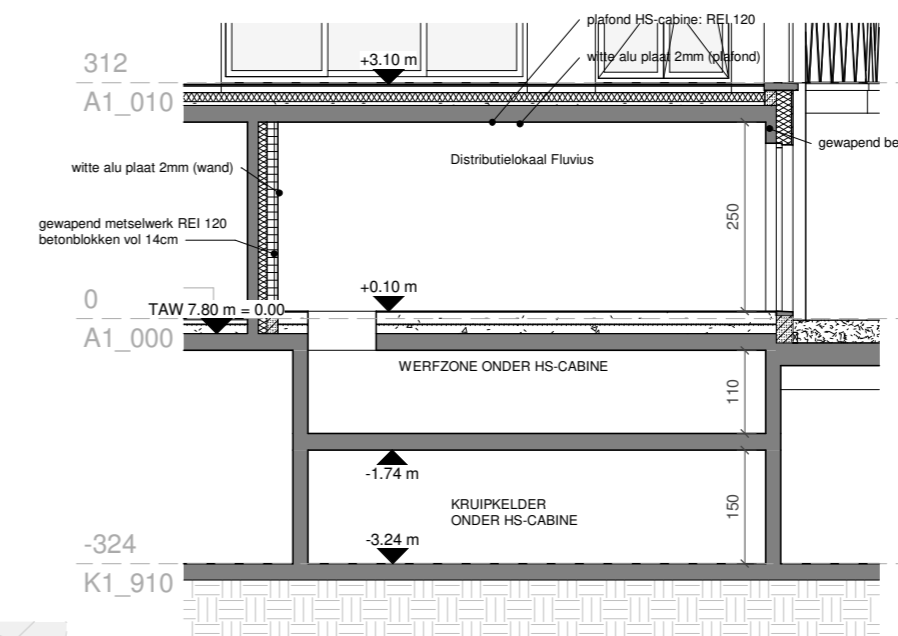 plafond HS-cabine: REI 120
312
+3.10 m
witte alu plaat 2mm (plafond)
A1_010
gewapend be
Distributielokaal Fluvius
witte alu plaat 2mm (wand)
250
gewapend metselwerk REI 120
betonblokken vol 14cm
+0.10 m
0
TAW 7.80 m = 0.00
A1_000
WERFZONE ONDER HS-CABINE
110
-1.74 m
KRUIPKELDER
ONDER HS-CABINE
150
-3.24 m
-324
K1_910